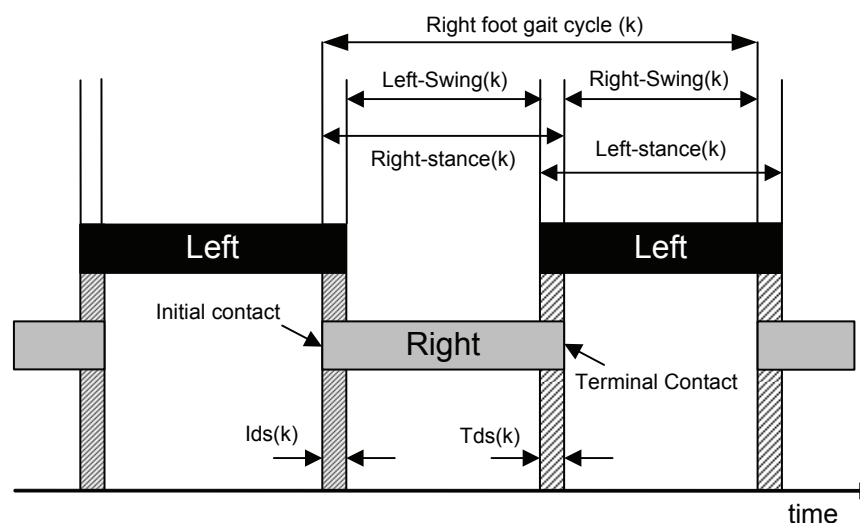 Right foot gait cycle (k)
Left-Swing(k)
Right-Swing(k)
Right-stance(k)
Left-stance(k)
Left
Left
Initial contact
Right
Terminal Contact
Ids(k)
Tds(k)
time